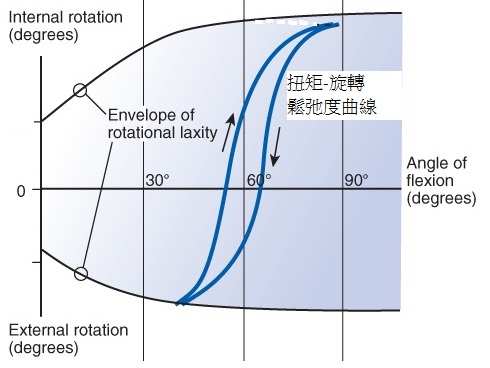 Internal rotation
(degrees)
扭矩-旋轉
鬆弛度曲線
Envelope of
rotational laxity
Angle of
flexion
(degrees)
0
30°
60°
90°
External rotation
(degrees)